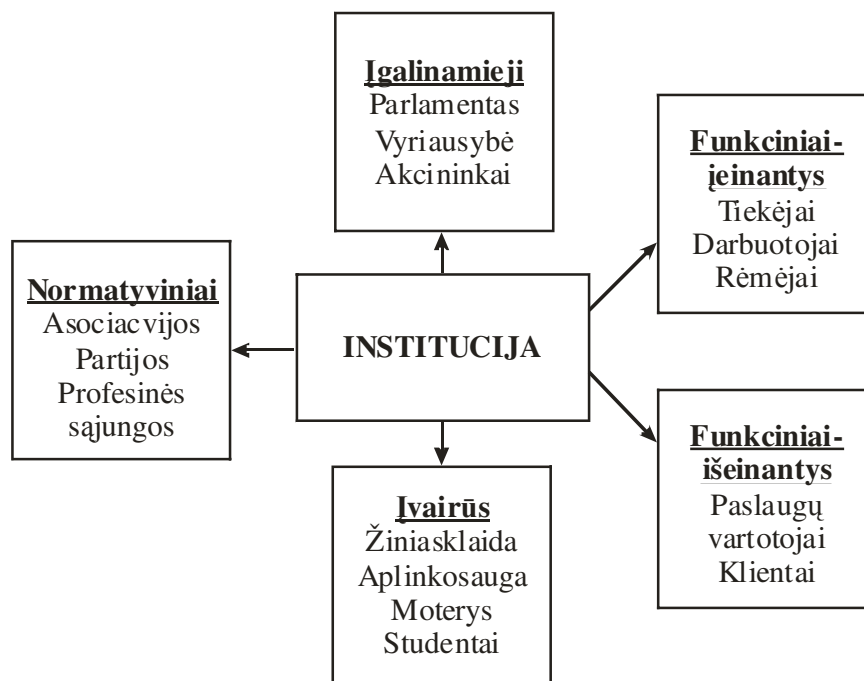 Įgalinamieji
Parlamentas
Vyriausybė
Akcininkai
Funkciniai-
įeinantys
Tiekėjai
Darbuotojai
Rėmėjai
Normatyviniai
Asociacvijos
Partijos
Profesinės
sąjungos
INSTITUCIJA
Funkciniai-
išeinantys
Paslaugų
vartotojai
Klientai
Įvairūs
Žiniasklaida
Aplinkosauga
Moterys
Studentai